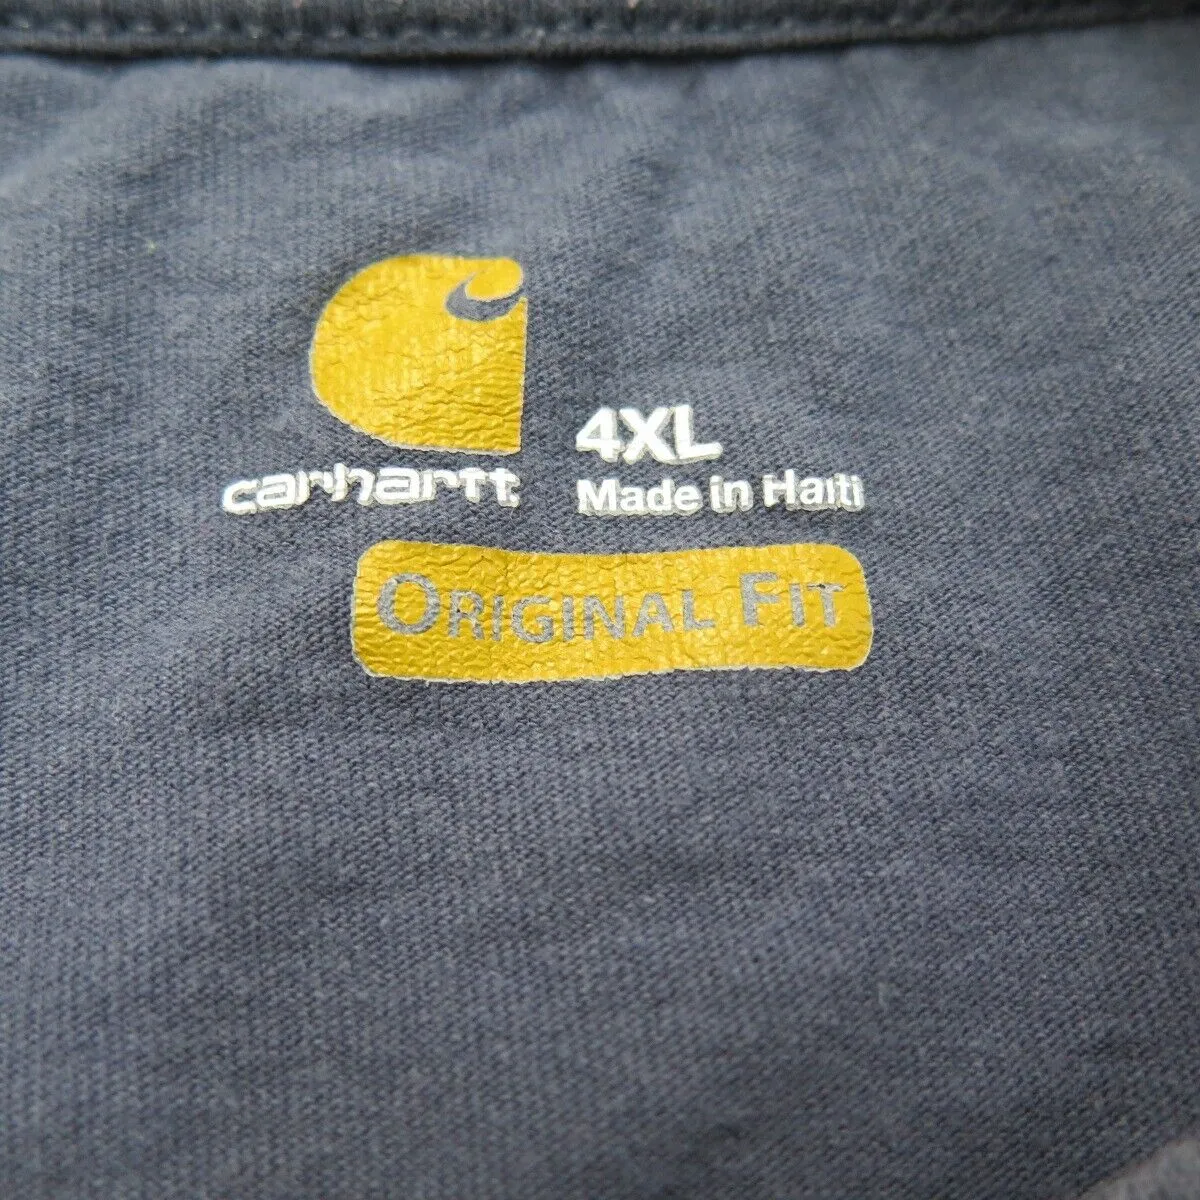 4XL
carhartt
Made in Haiti
ORIGINAL FIT